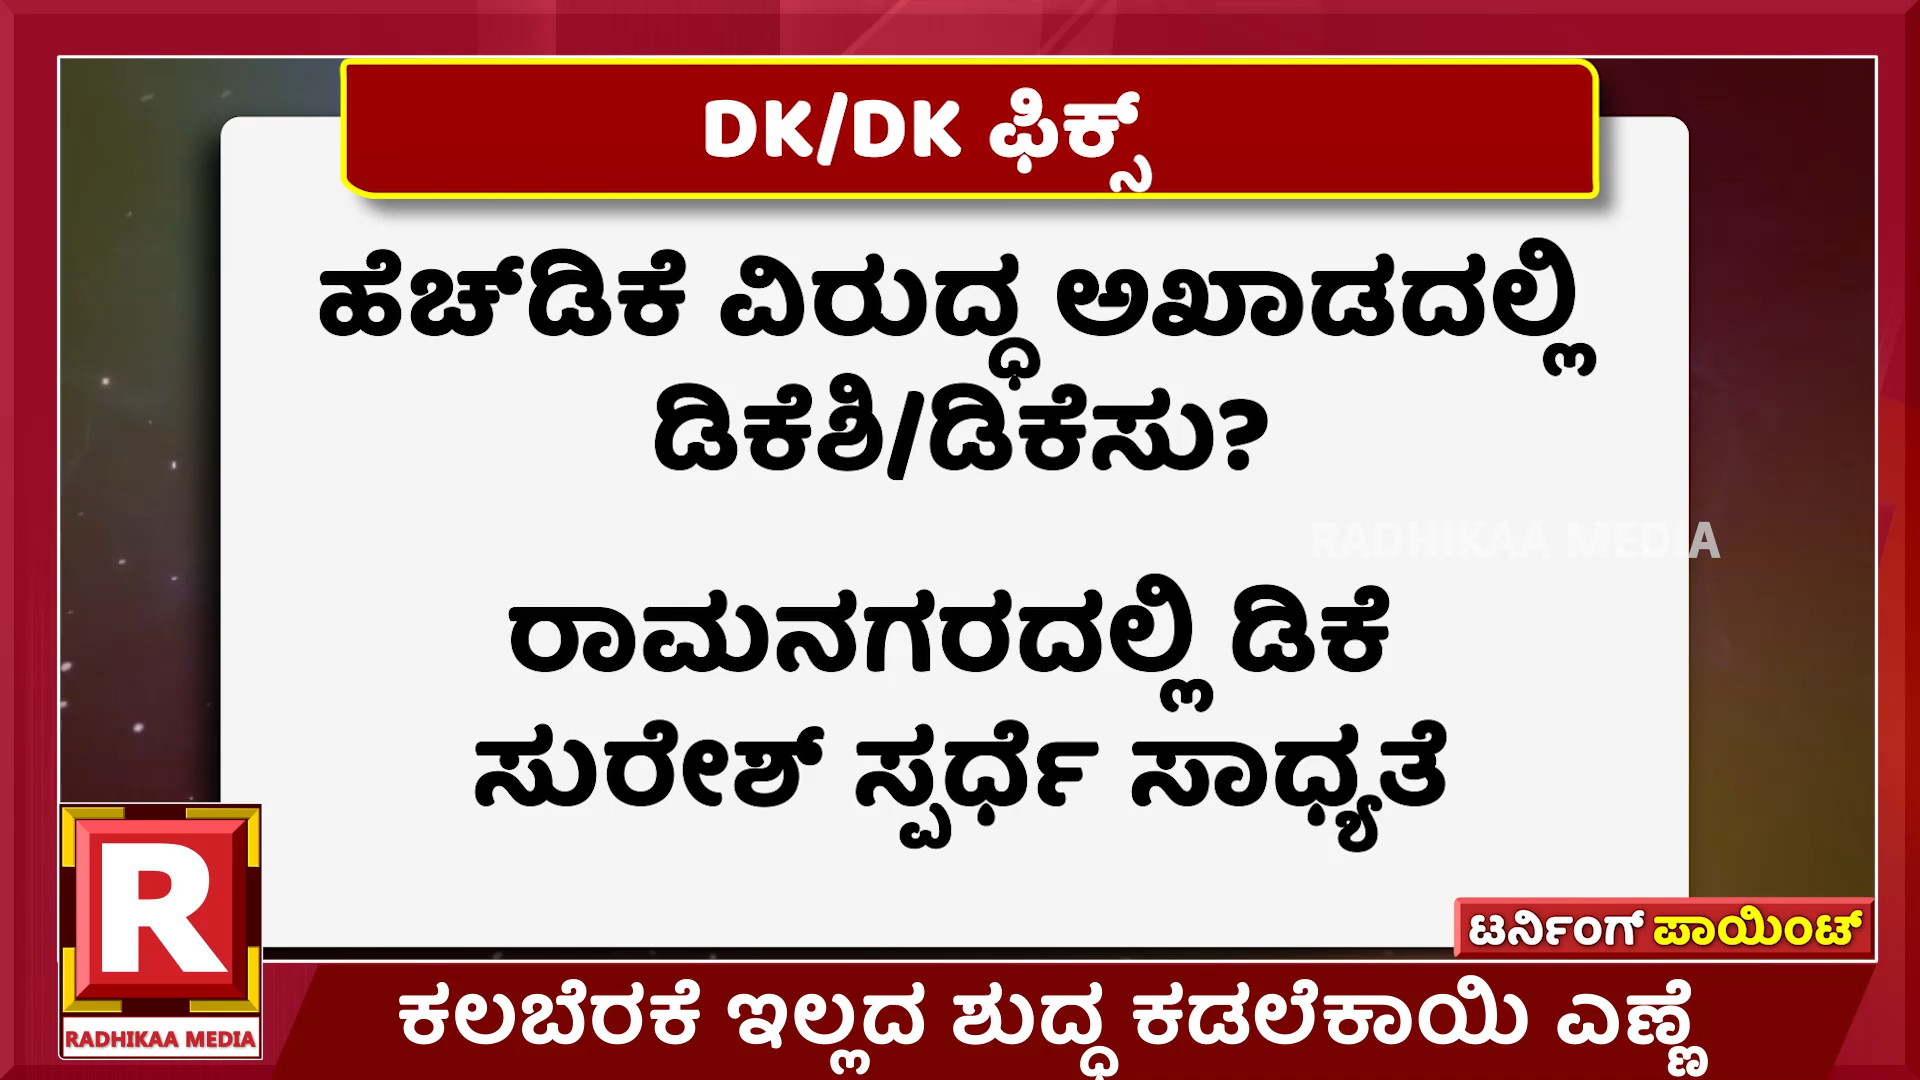 DK/DK ಫಿಕ್ಸ್
ಹೆಚ್‌ಡಿಕೆ ವಿರುದ್ಧ ಅಖಾಡದಲ್ಲಿ
ಡಿಕೆಶಿ/ಡಿಕೆಸು?
RADHIKAA MEDIA
ರಾಮನಗರದಲ್ಲಿ ಡಿಕೆ
ಸುರೇಶ್ ಸ್ಪರ್ಧೆ ಸಾಧ್ಯತೆ
R
ಟರ್ನಿಂಗ್ ಪಾಯಿಂಟ್
ಕಲಬೆರಕೆ ಇಲ್ಲದ ಶುದ್ಧ ಕಡಲೆಕಾಯಿ ಎಣ್ಣೆ
RADHIKAA MEDIA